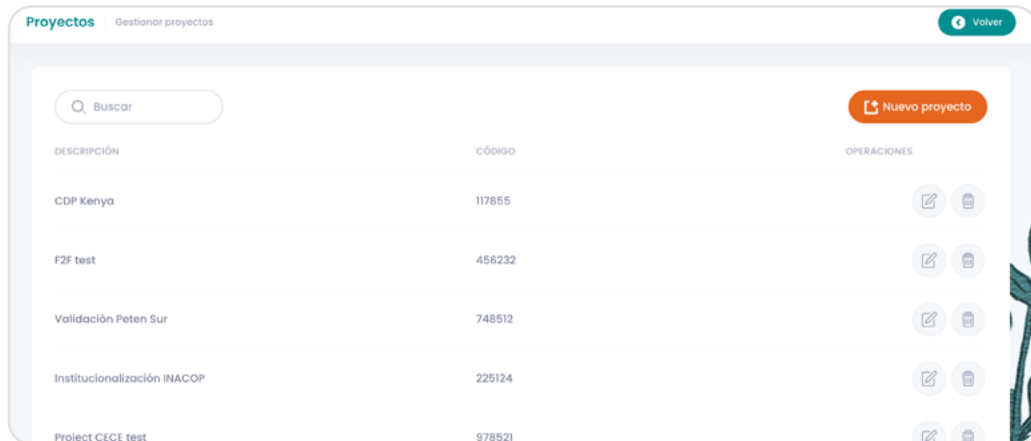 Proyectos Gestionar proyectos Volver
Buscar Nuevo proyecto
DESCRIPCIÓN CÓDIGO OPERACIONES
CDP Kenya 117855
F2F test 456232
Validación Peten Sur 748512
Institucionalización INACOP 225124
Project CECE test 978521